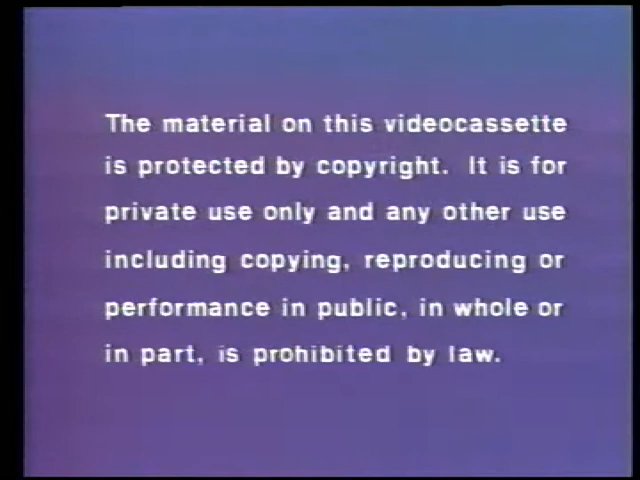 The material on this videocassette
is protected by copyright. It is for
private use only and any other use
including copying, reproducing or
performance in public, in whole or
in part, is prohibited by law.